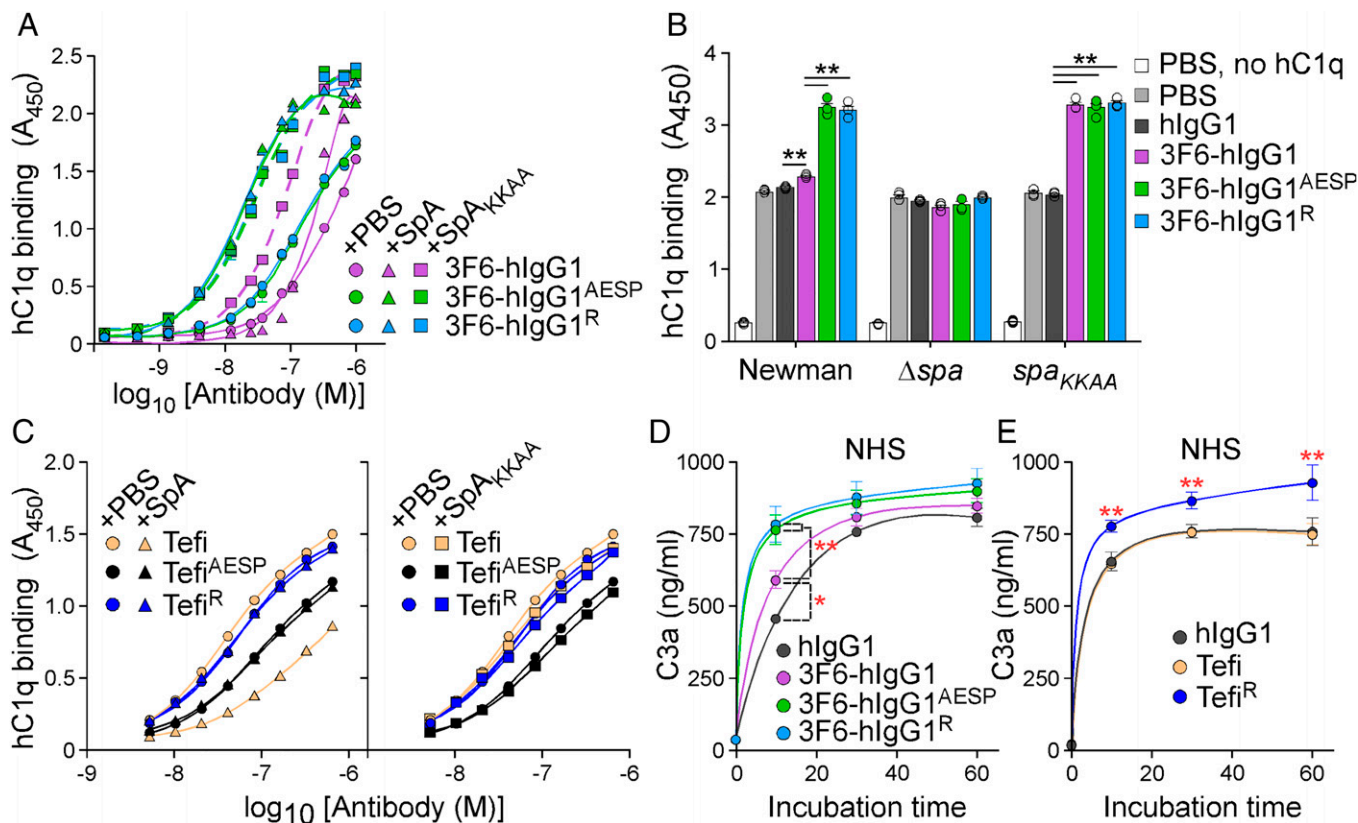 A
hC1q binding (A450)
2.5
2.0
1.5
1.0
0.5
0
-9
-8
-7
-6
log10 [Antibody (M)]
+PBS
+SpA
+SpAKKAA
3F6-hIgG1
3F6-hIgG1AESP
3F6-hIgG1R
B
hC1q binding (A450)
4
3
2
1
0
**
**
**
Newman
Δspa
spaKKAA
PBS, no hC1q
PBS
hIgG1
3F6-hIgG1
3F6-hIgG1AESP
3F6-hIgG1R
C
hC1q binding (A450)
2.0
1.5
1.0
0.5
0
+PBS
+SpA
Tefi
TefiAESP
TefiR
+PBS
+SpAKKAA
Tefi
TefiAESP
TefiR
-9
-8
-7
-6
-8
-7
-6
log10 [Antibody (M)]
D
NHS
C3a (ng/ml)
1000
750
500
250
0
**
*
hIgG1
3F6-hIgG1
3F6-hIgG1AESP
3F6-hIgG1R
0
20
40
60
Incubation time
E
NHS
C3a (ng/ml)
1000
750
500
250
0
**
**
**
hIgG1
Tefi
TefiR
0
20
40
60
Incubation time